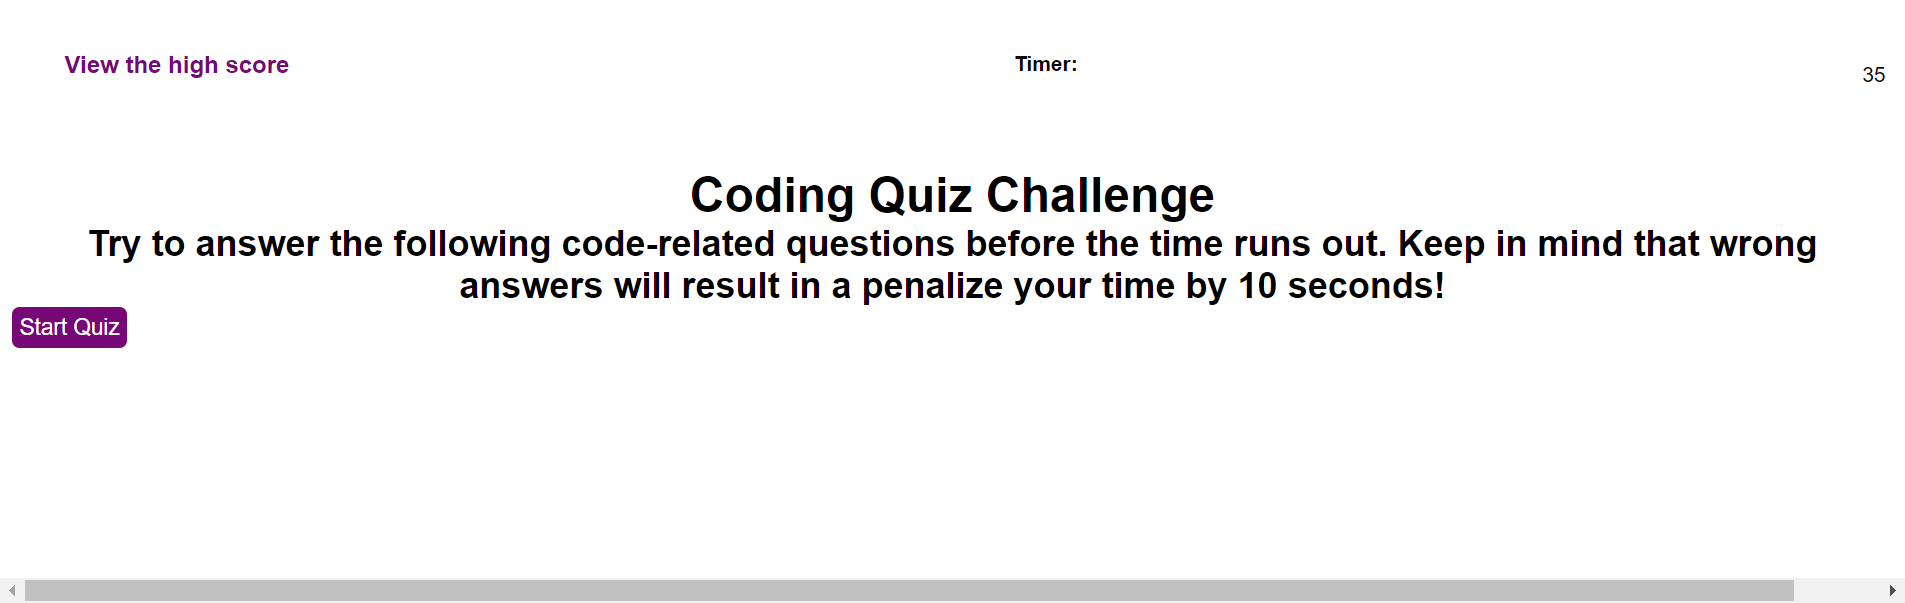 View the high score
Timer:
35
Coding Quiz Challenge
Try to answer the following code-related questions before the time runs out. Keep in mind that wrong
answers will result in a penalize your time by 10 seconds!
Start Quiz